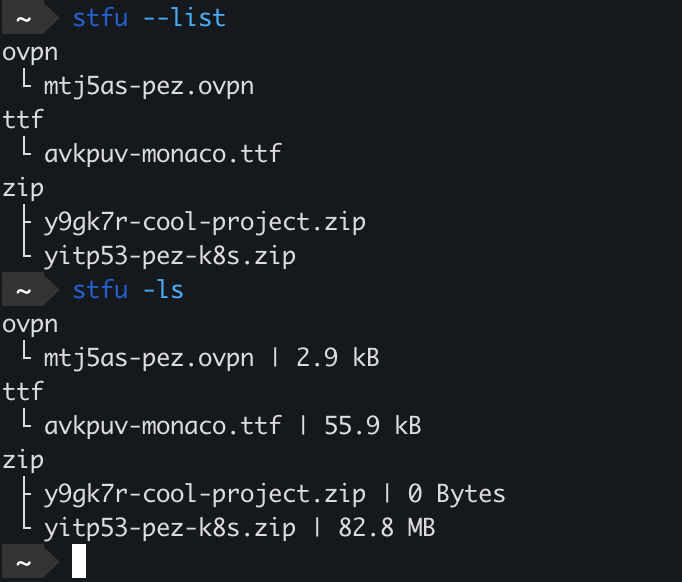 ~ stfu --list
ovpn
└ mtj5as-pez.ovpn
ttf
└ avkpuv-monaco.ttf
zip
├ y9gk7r-cool-project.zip
└ yitp53-pez-k8s.zip
~ stfu -ls
ovpn
└ mtj5as-pez.ovpn | 2.9 kB
ttf
└ avkpuv-monaco.ttf | 55.9 kB
zip
├ y9gk7r-cool-project.zip | 0 Bytes
└ yitp53-pez-k8s.zip | 82.8 MB
~